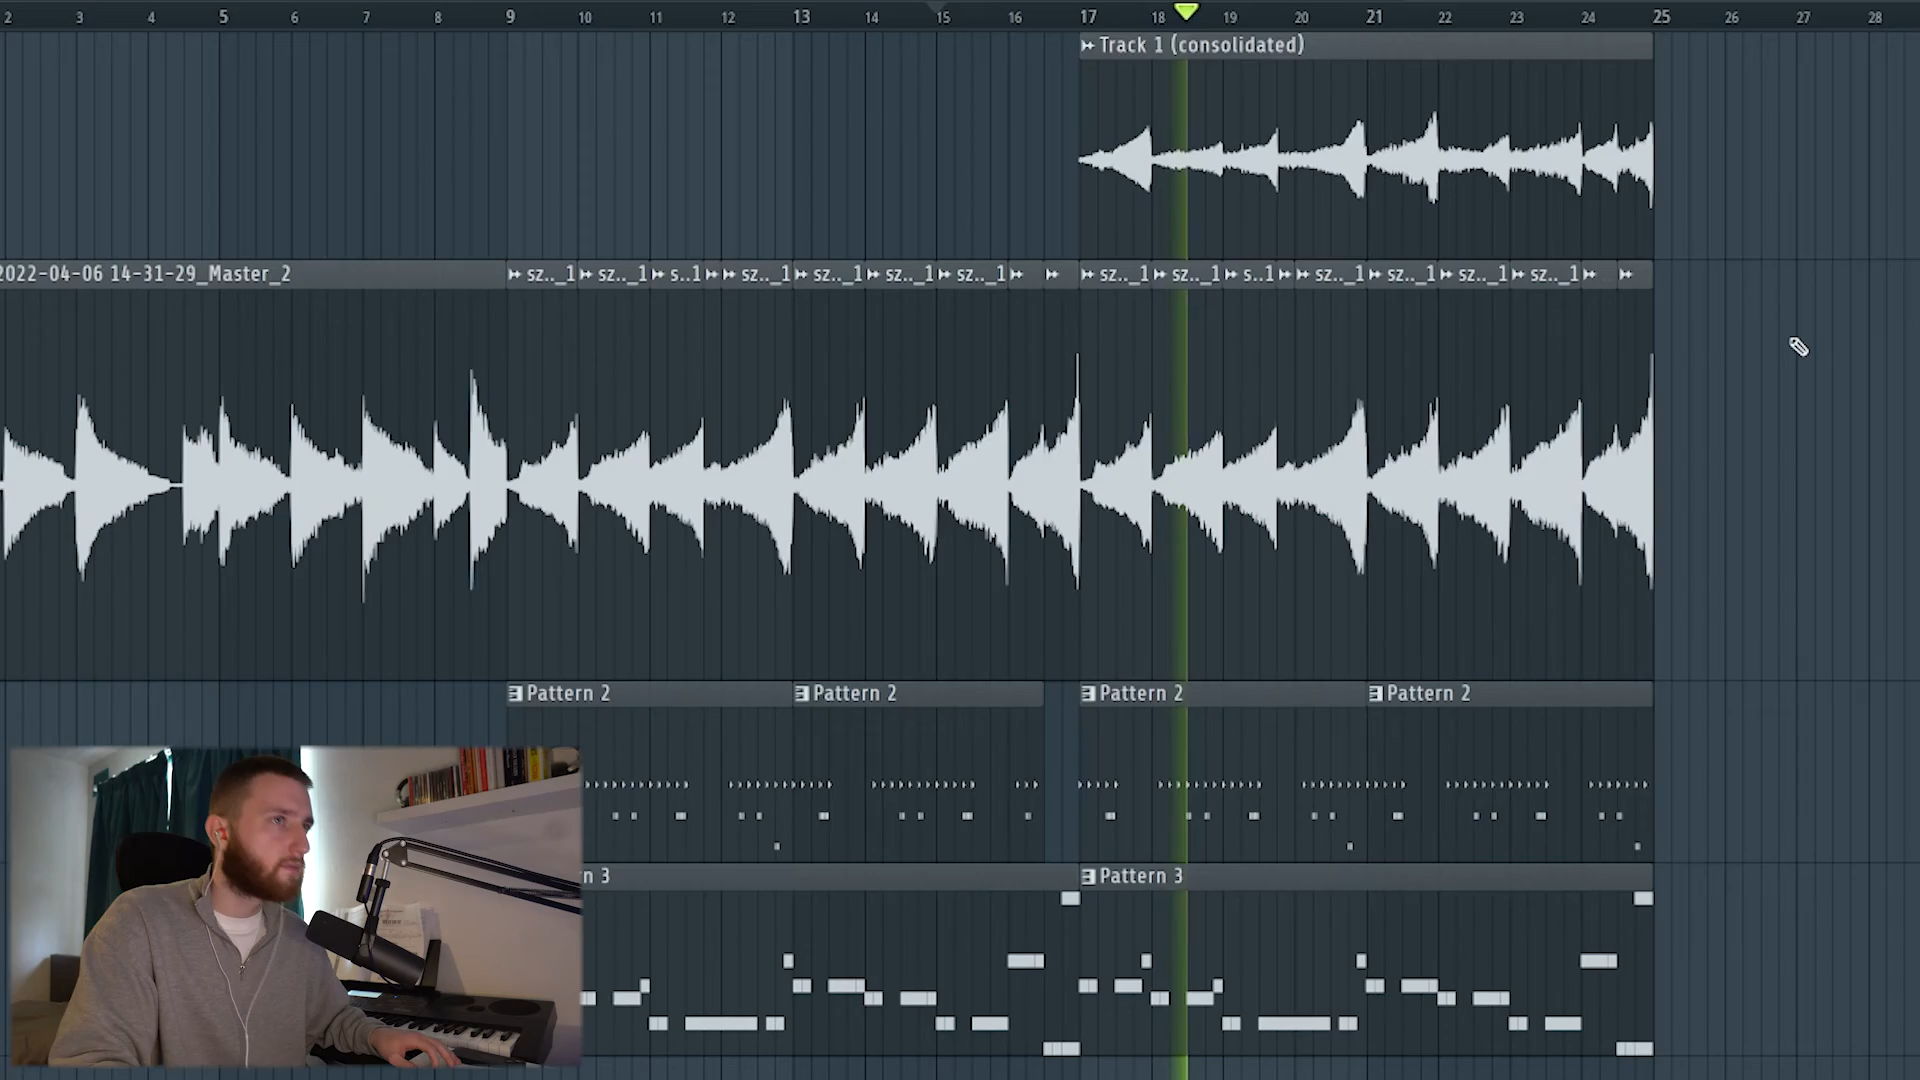 2 3 4 5 6 7 8 9 10 11 12 13 14 15 16 17 18 19 20 21 22 23 24 25 26 27 28
Track 1 (consolidated)
2022-04-06 14-31-29_Master_2 sz.._1 sz.._1 s..1 sz.._1 sz.._1 sz.._1 sz.._1 sz.._1 sz.._1 s..1 sz.._1 sz.._1 sz.._1 sz.._1
Pattern 2 Pattern 2 Pattern 2 Pattern 2
n 3 Pattern 3